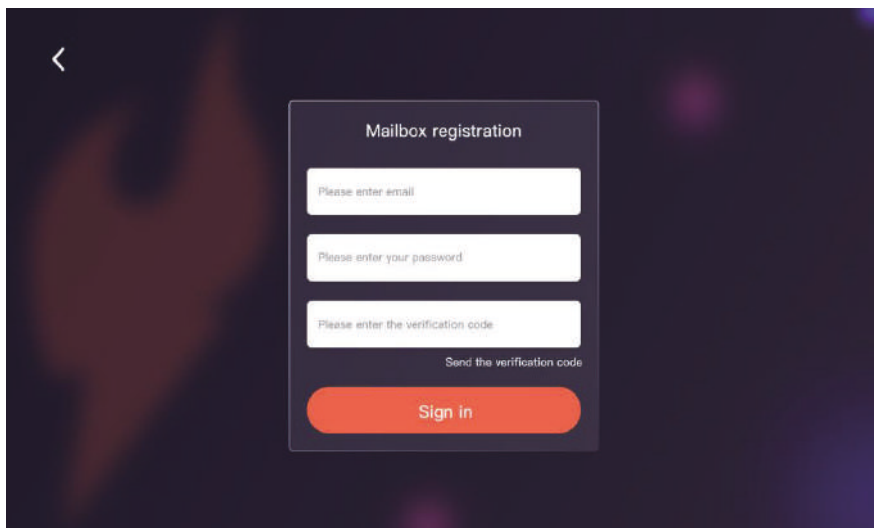 Mailbox registration
Please enter email
Please enter your password
Please enter the verification code
Send the verification code
Sign in